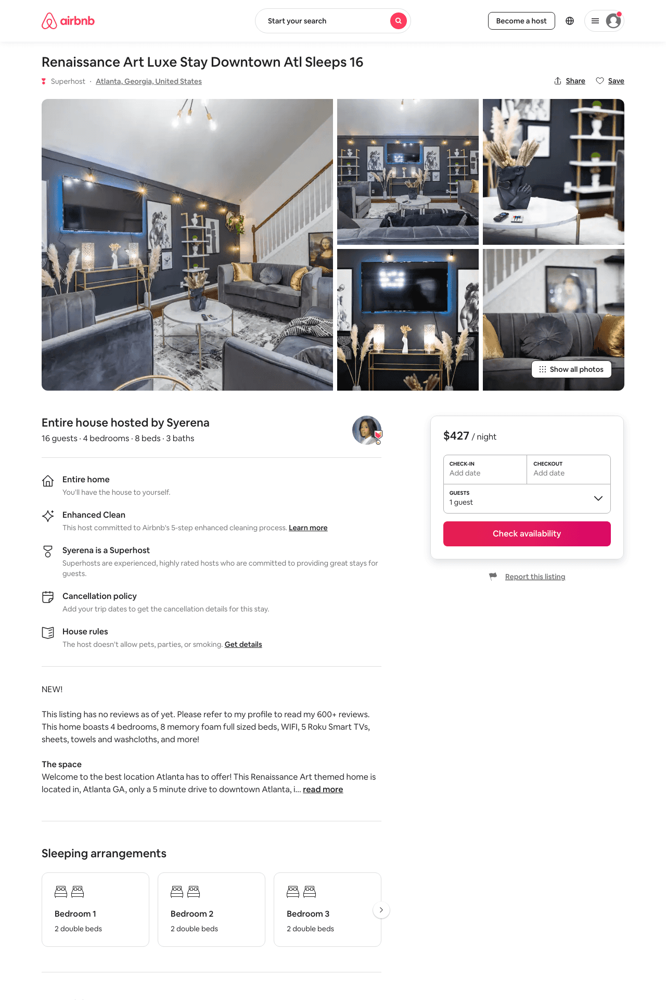 airbnb
Start your search
Become a host
Renaissance Art Luxe Stay Downtown Atl Sleeps 16
Superhost · Atlanta, Georgia, United States
Share
Save
Show all photos
Entire house hosted by Syerena
16 guests · 4 bedrooms · 8 beds · 3 baths
Entire home
You’ll have the house to yourself.
Enhanced Clean
This host committed to Airbnb's 5-step enhanced cleaning process. Learn more
Syerena is a Superhost
Superhosts are experienced, highly rated hosts who are committed to providing great stays for
guests.
Cancellation policy
Add your trip dates to get the cancellation details for this stay.
House rules
The host doesn’t allow pets, parties, or smoking. Get details
$427 / night
CHECK-IN
Add date
CHECKOUT
Add date
GUESTS
1 guest
Check availability
Report this listing
NEW!
This listing has no reviews as of yet. Please refer to my profile to read my 600+ reviews.
This home boasts 4 bedrooms, 8 memory foam full sized beds, WIFI, 5 Roku Smart TVs,
sheets, towels and washcloths, and more!
The space
Welcome to the best location Atlanta has to offer! This Renaissance Art themed home is
located in, Atlanta GA, only a 5 minute drive to downtown Atlanta, i... read more
Sleeping arrangements
Bedroom 1
2 double beds
Bedroom 2
2 double beds
Bedroom 3
2 double beds